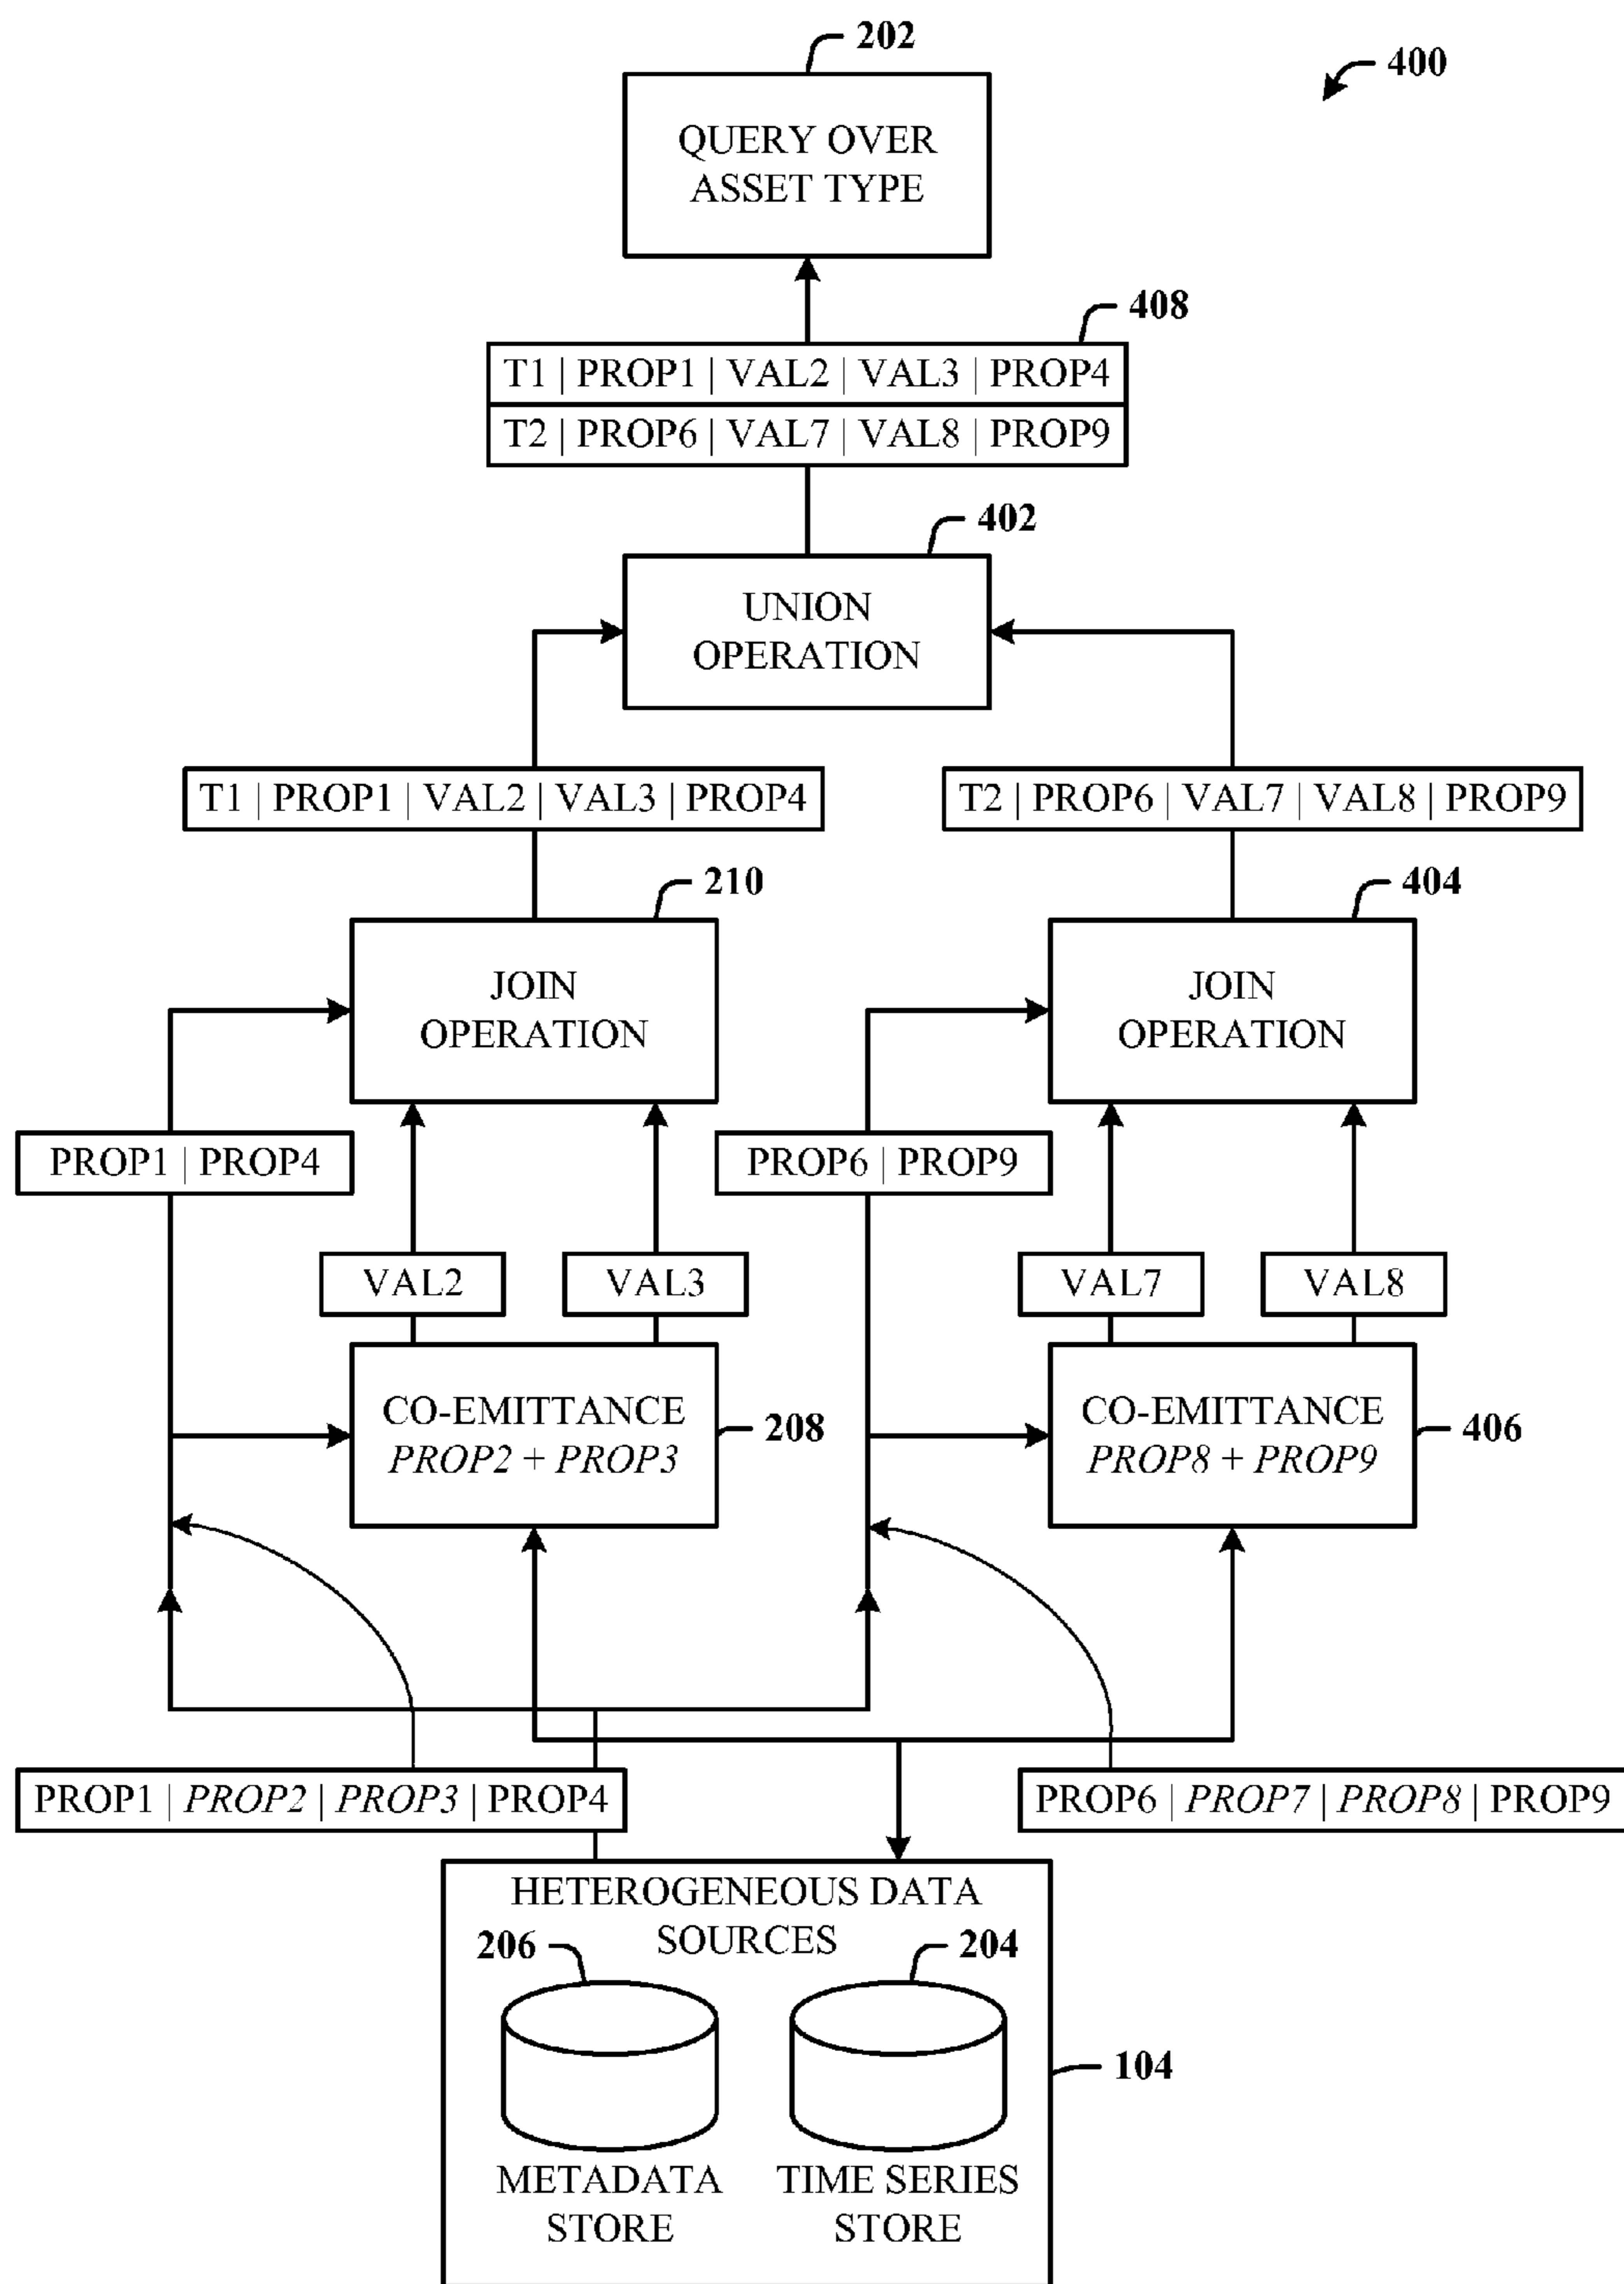 202
400
QUERY OVER
ASSET TYPE
408
T1 | PROP1 | VAL2 | VAL3 | PROP4
T2 | PROP6 | VAL7 | VAL8 | PROP9
402
UNION
OPERATION
T1 | PROP1 | VAL2 | VAL3 | PROP4
T2 | PROP6 | VAL7 | VAL8 | PROP9
210
404
JOIN
OPERATION
JOIN
OPERATION
PROP1 | PROP4
PROP6 | PROP9
VAL2
VAL3
VAL7
VAL8
CO-EMITTANCE
PROP2 + PROP3
208
CO-EMITTANCE
PROP8 + PROP9
406
PROP1 | PROP2 | PROP3 | PROP4
PROP6 | PROP7 | PROP8 | PROP9
HETEROGENEOUS DATA
SOURCES
206
204
104
METADATA
STORE
TIME SERIES
STORE